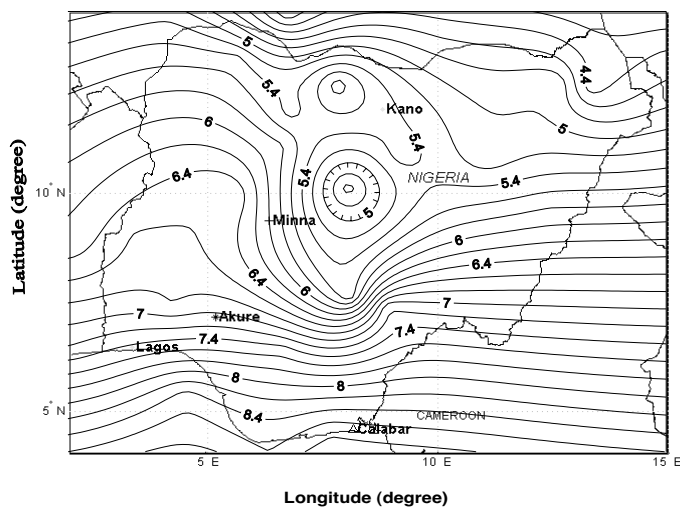 5
4.4
5.4
Kano
6
5
5.4
6.4
5.4
NIGERIA
5.4
10° N
5
Minna
6
6.4
6.4
6
7
7
Akure
7.4
7.4
Lagos
8
8
8.4
5° N
CAMEROON
Calabar
5 E
10 E
15 E
Latitude (degree)
Longitude (degree)